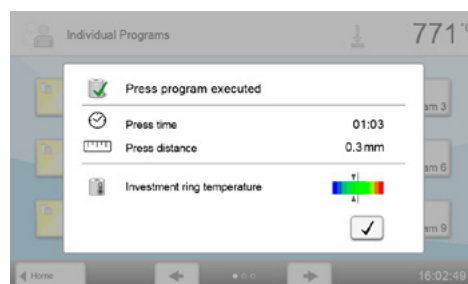 Individual Programs
771 °
Press program executed
Press time 01:03
Press distance 0.3 mm
Investment ring temperature
am 3
am 6
am 9
Home
16:02:49